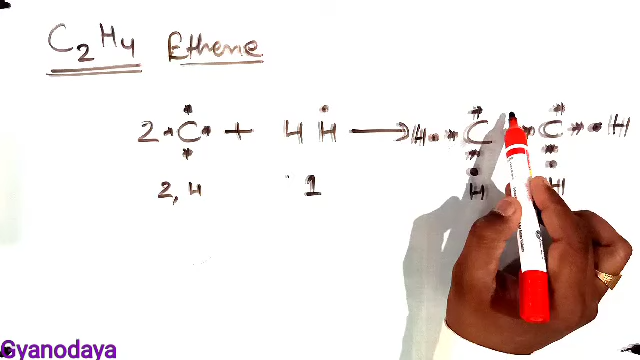 C2H4 Ethene
2 C + 4 H → H C C H
2, 4 1 H H
Gyanodaya